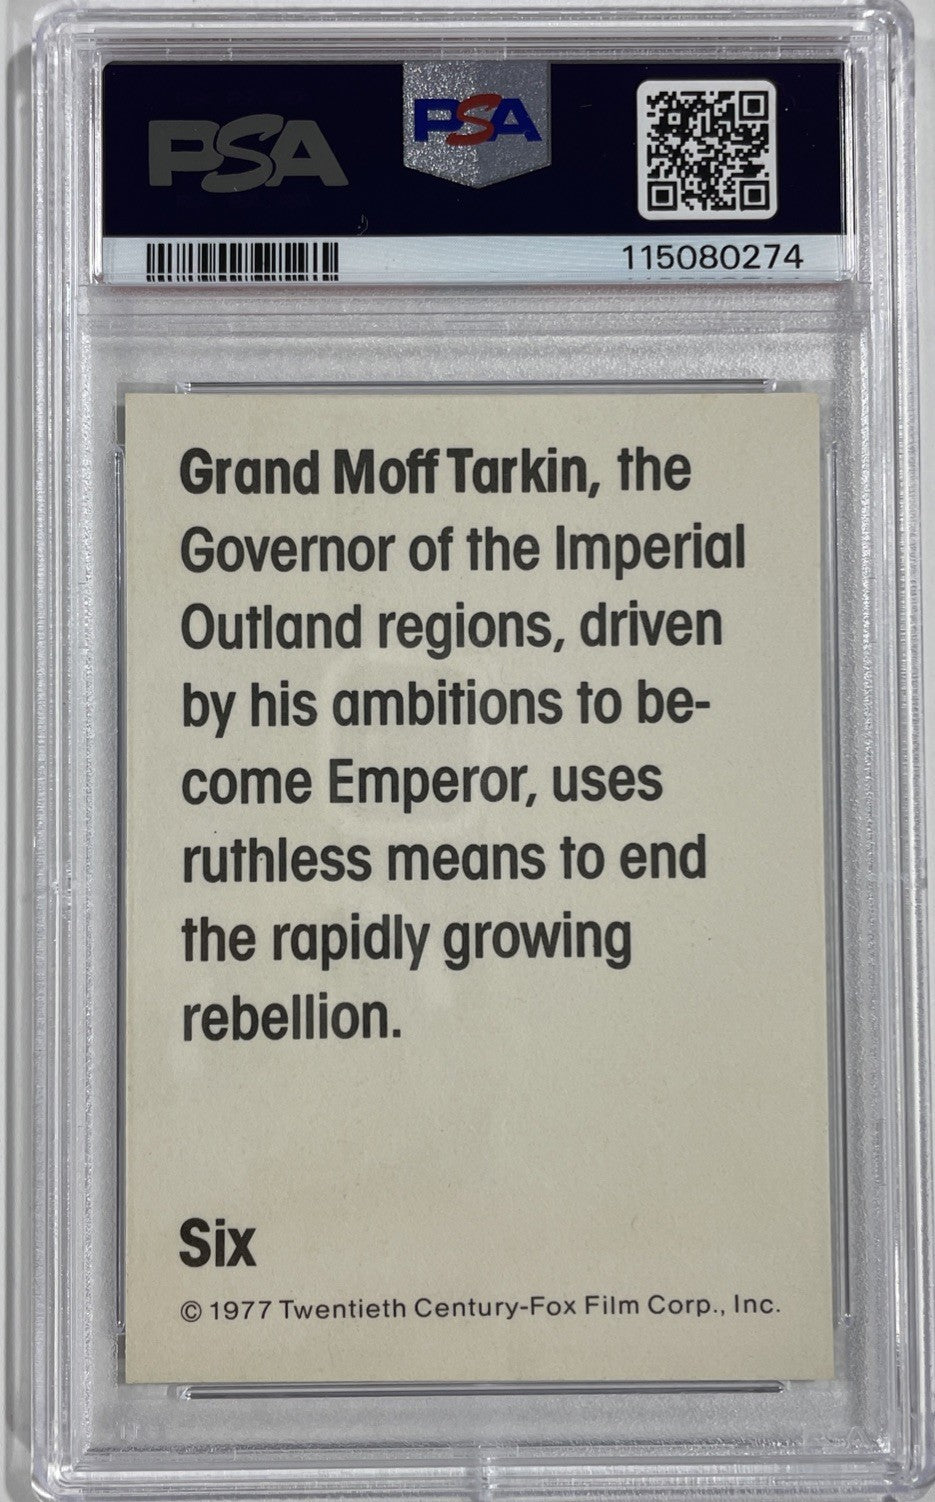 PSA
PSA
115080274
Grand Moff Tarkin, the
Governor of the Imperial
Outland regions, driven
by his ambitions to be-
come Emperor, uses
ruthless means to end
the rapidly growing
rebellion.
Six
© 1977 Twentieth Century-Fox Film Corp., Inc.